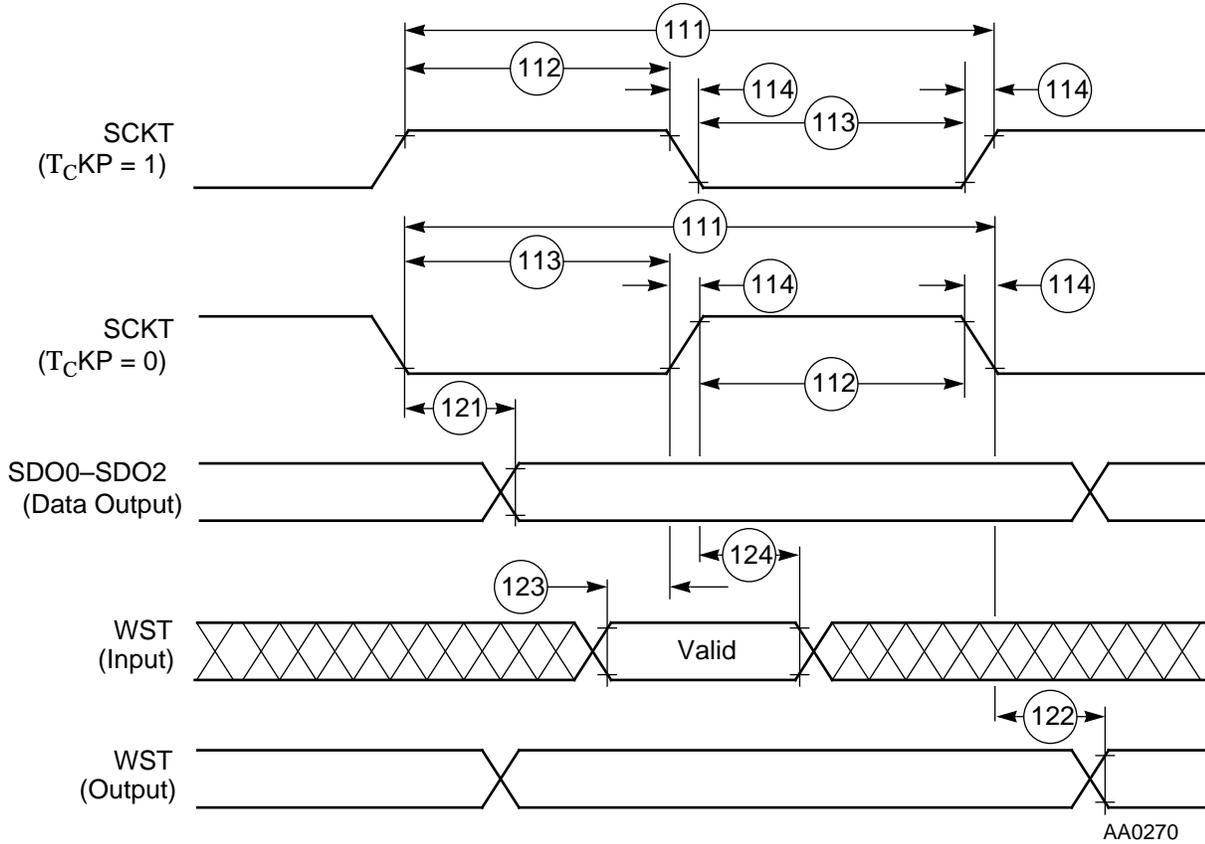 111
112
114
114
113
SCKT
(TCKP = 1)
111
113
114
114
SCKT
(TCKP = 0)
112
121
SDO0–SDO2
(Data Output)
124
123
WST
(Input)
Valid
122
WST
(Output)
AA0270